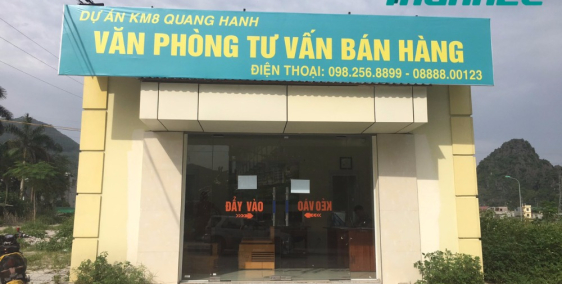 DỰ ÁN KM8 QUANG HANH
VĂN PHÒNG TƯ VẤN BÁN HÀNG
ĐIỆN THOẠI: 098.256.8899 - 08888.00123
ĐẨY VÀO
KÉO VÀO